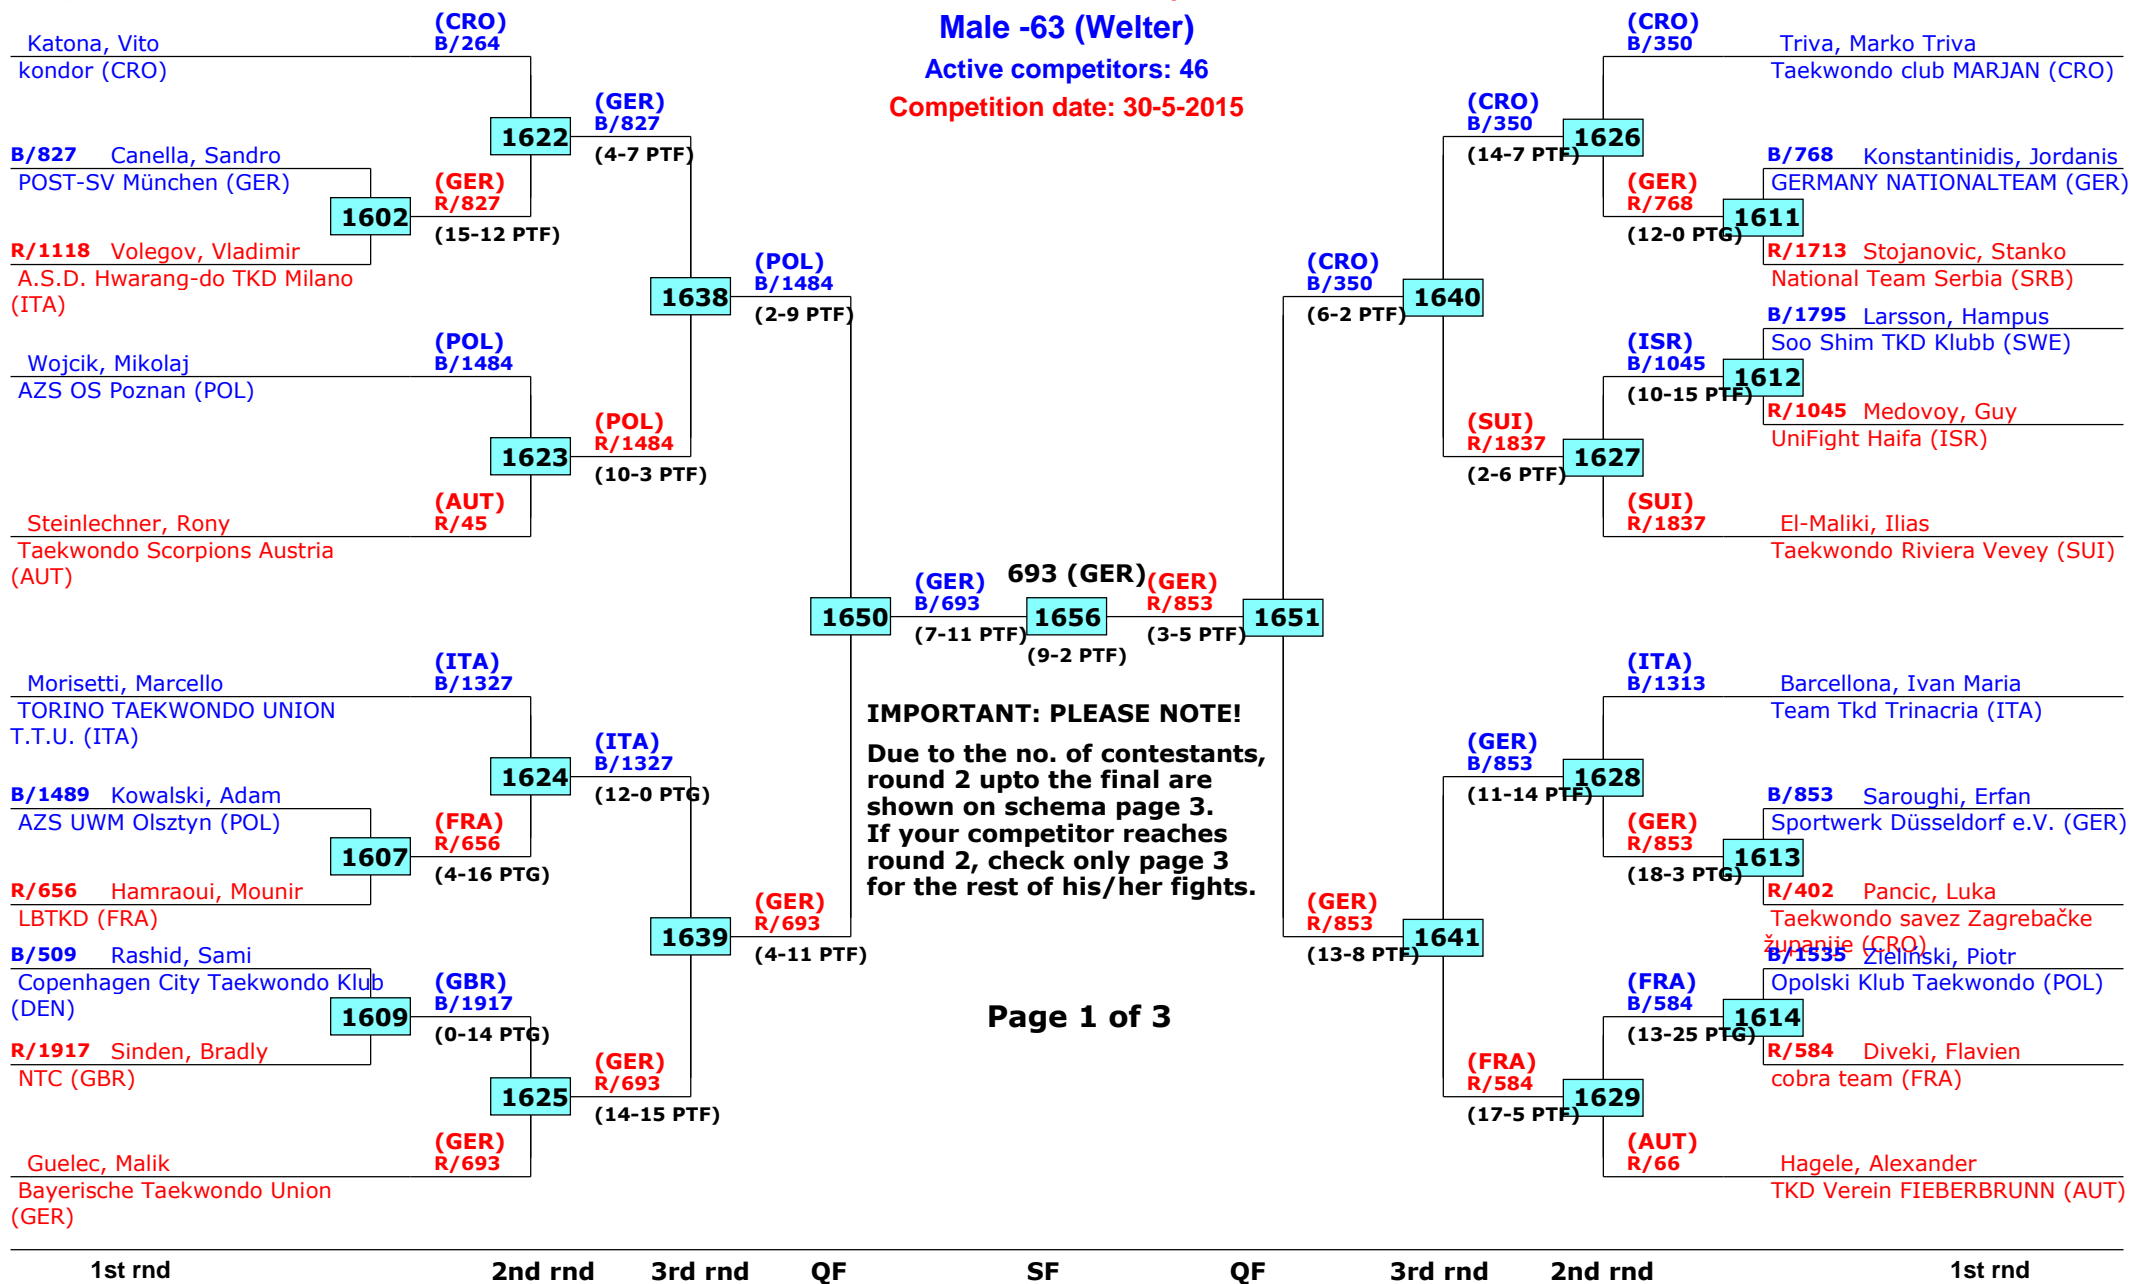 Male -63 (Welter)
Active competitors: 46
Competition date: 30-5-2015
Katona, Vito
kondor (CRO)
(CRO)
B/264
B/827 Canella, Sandro
POST-SV München (GER)
1602
R/1118 Volegov, Vladimir
A.S.D. Hwarang-do TKD Milano
(ITA)
(GER)
R/827
(15-12 PTF)
1622
(GER)
B/827
(4-7 PTF)
Wojcik, Mikolaj
AZS OS Poznan (POL)
(POL)
B/1484
1623
Steinlechner, Rony
Taekwondo Scorpions Austria
(AUT)
(AUT)
R/45
(POL)
R/1484
(10-3 PTF)
1638
(POL)
B/1484
(2-9 PTF)
Morisetti, Marcello
TORINO TAEKWONDO UNION
T.T.U. (ITA)
(ITA)
B/1327
B/1489 Kowalski, Adam
AZS UWM Olsztyn (POL)
1607
R/656 Hamraoui, Mounir
LBTKD (FRA)
(FRA)
R/656
(4-16 PTG)
1624
(ITA)
B/1327
(12-0 PTG)
B/509 Rashid, Sami
Copenhagen City Taekwondo Klub
(DEN)
1609
R/1917 Sinden, Bradly
NTC (GBR)
(GBR)
B/1917
(0-14 PTG)
1625
Guelec, Malik
Bayerische Taekwondo Union
(GER)
(GER)
R/693
(GER)
R/693
(14-15 PTF)
1639
(GER)
R/693
(4-11 PTF)
1650
(GER)
B/693
(7-11 PTF)
693 (GER)
1656
(9-2 PTF)
(GER)
R/853
(3-5 PTF)
1651
IMPORTANT: PLEASE NOTE!
Due to the no. of contestants,
round 2 upto the final are
shown on schema page 3.
If your competitor reaches
round 2, check only page 3
for the rest of his/her fights.
Page 1 of 3
(CRO)
B/350
(6-2 PTF)
1640
(CRO)
B/350
(14-7 PTF)
1626
(CRO)
B/350
Triva, Marko Triva
Taekwondo club MARJAN (CRO)
(GER)
R/768
(12-0 PTG)
1611
B/768 Konstantinidis, Jordanis
GERMANY NATIONALTEAM (GER)
R/1713 Stojanovic, Stanko
National Team Serbia (SRB)
(SUI)
R/1837
(2-6 PTF)
1627
(ISR)
B/1045
(10-15 PTF)
1612
B/1795 Larsson, Hampus
Soo Shim TKD Klubb (SWE)
R/1045 Medovoy, Guy
UniFight Haifa (ISR)
(SUI)
R/1837
El-Maliki, Ilias
Taekwondo Riviera Vevey (SUI)
(GER)
R/853
(13-8 PTF)
1641
(GER)
B/853
(11-14 PTF)
1628
(ITA)
B/1313
Barcellona, Ivan Maria
Team Tkd Trinacria (ITA)
(GER)
R/853
(18-3 PTG)
1613
B/853 Saroughi, Erfan
Sportwerk Düsseldorf e.V. (GER)
R/402 Pancic, Luka
Taekwondo savez Zagrebačke
županije (CRO)
(FRA)
R/584
(17-5 PTF)
1629
(FRA)
B/584
(13-25 PTG)
1614
B/1535 Zieliński, Piotr
Opolski Klub Taekwondo (POL)
R/584 Diveki, Flavien
cobra team (FRA)
(AUT)
R/66
Hagele, Alexander
TKD Verein FIEBERBRUNN (AUT)
1st rnd 2nd rnd 3rd rnd QF SF QF 3rd rnd 2nd rnd 1st rnd